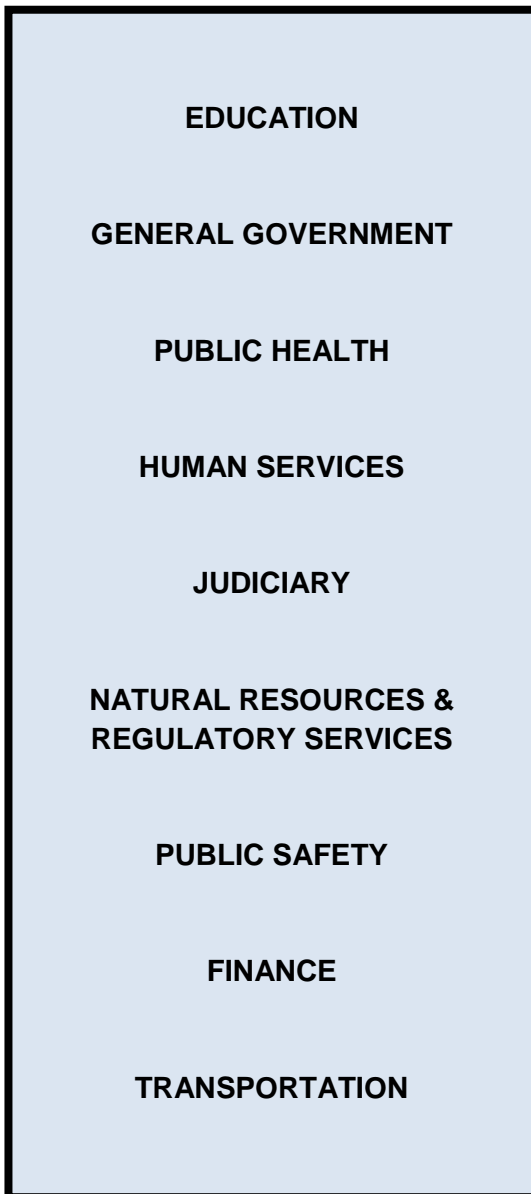 EDUCATION
GENERAL GOVERNMENT
PUBLIC HEALTH
HUMAN SERVICES
JUDICIARY
NATURAL RESOURCES &
REGULATORY SERVICES
PUBLIC SAFETY
FINANCE
TRANSPORTATION